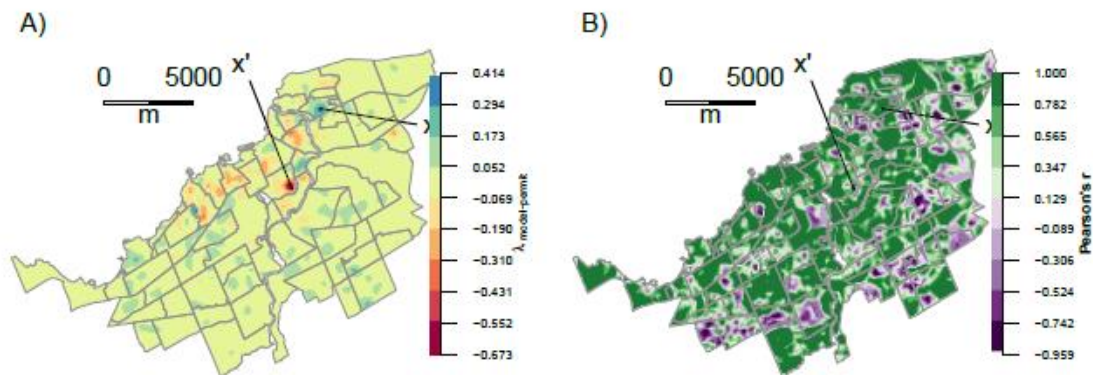 A)
0 5000
m
x'
x
0.414
0.294
0.173
0.052
−0.069
−0.190
−0.310
−0.431
−0.552
−0.673
λ model-permit
B)
0 5000
m
x'
x
1.000
0.782
0.565
0.347
0.129
−0.089
−0.306
−0.524
−0.742
−0.959
Pearson's r